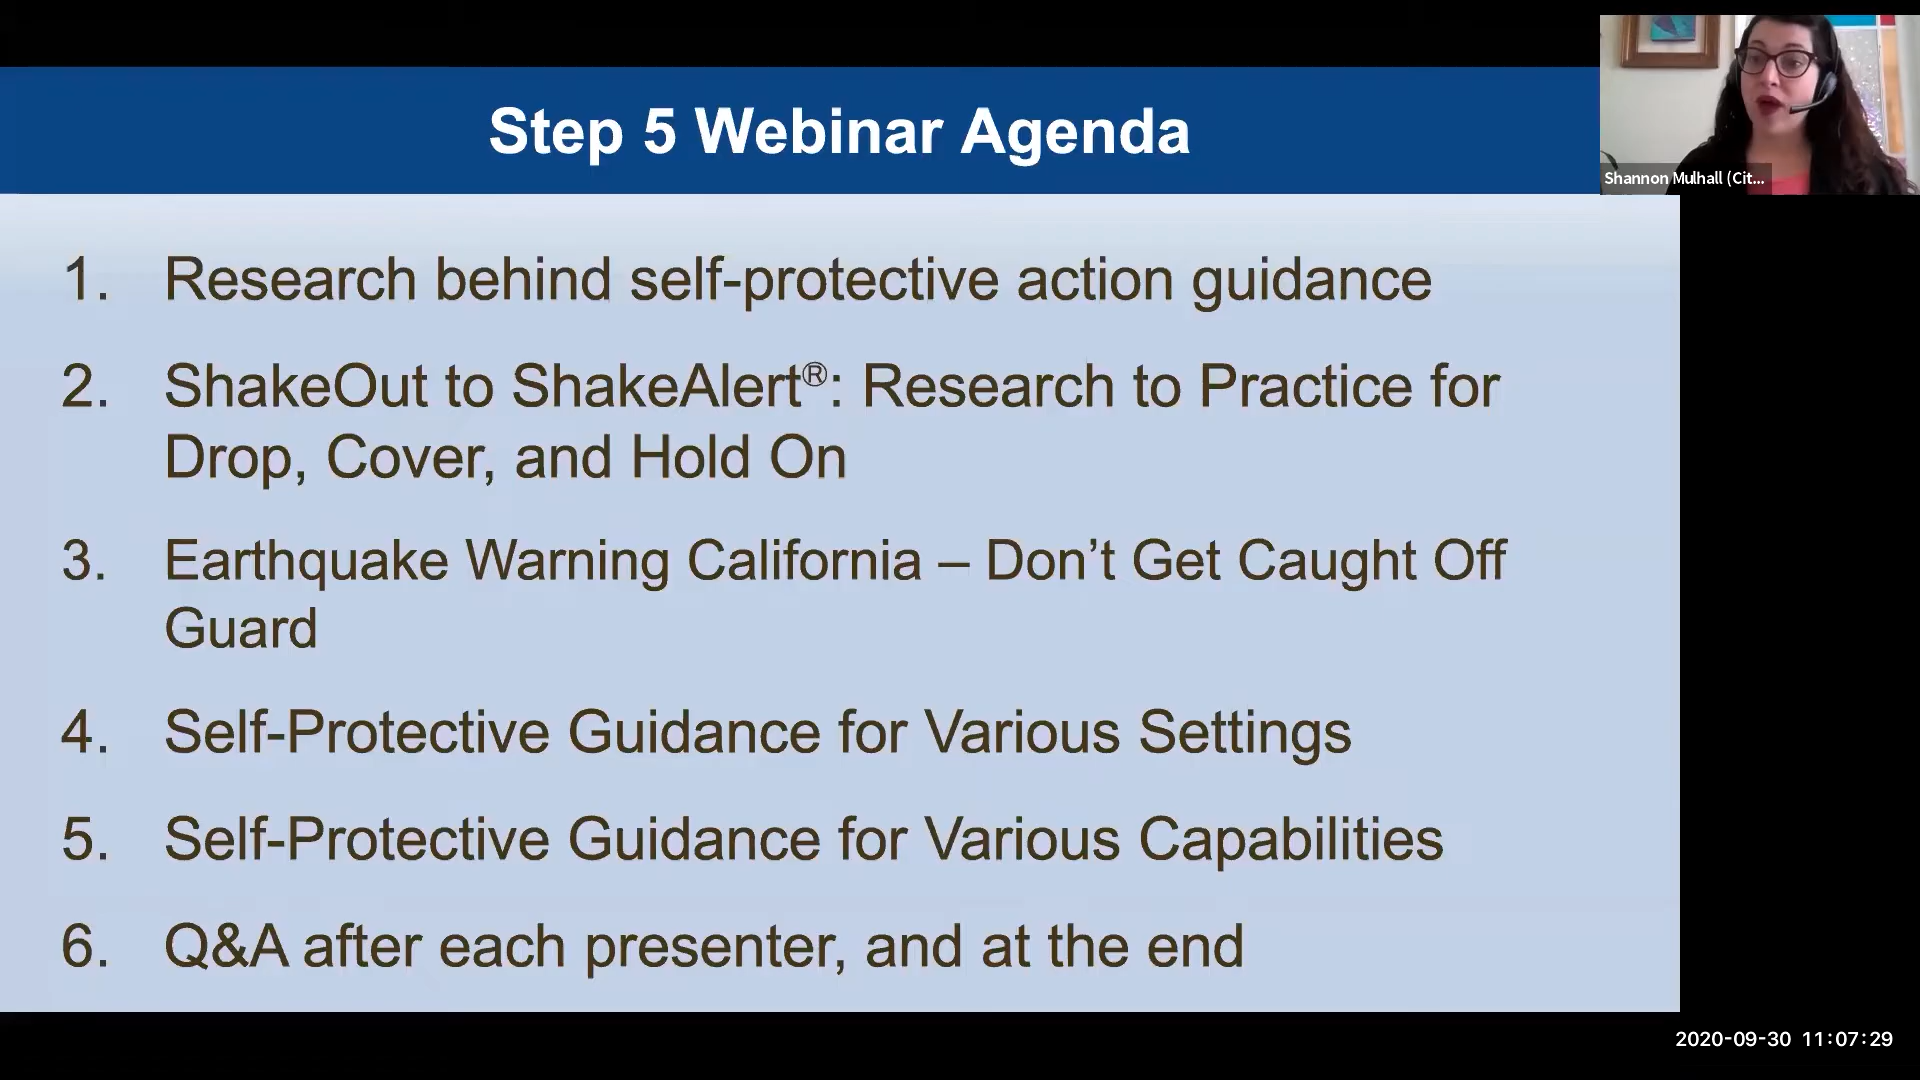 Step 5 Webinar Agenda
Shannon Mulhall (Cit...
1. Research behind self-protective action guidance
2. ShakeOut to ShakeAlert®: Research to Practice for
Drop, Cover, and Hold On
3. Earthquake Warning California – Don’t Get Caught Off
Guard
4. Self-Protective Guidance for Various Settings
5. Self-Protective Guidance for Various Capabilities
6. Q&A after each presenter, and at the end
2020-09-30 11:07:29